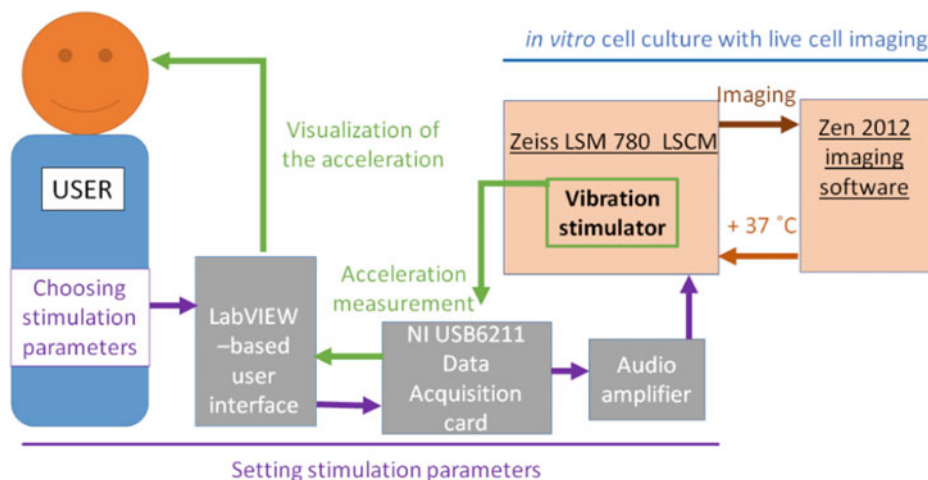 in vitro cell culture with live cell imaging
Imaging
Zeiss LSM 780 LSCM
Zen 2012
imaging
software
Visualization of
the acceleration
USER
Vibration
stimulator
+ 37 ˚C
Acceleration
measurement
Choosing
stimulation
parameters
LabVIEW
–based
user
interface
NI USB6211
Data
Acquisition
card
Audio
amplifier
Setting stimulation parameters